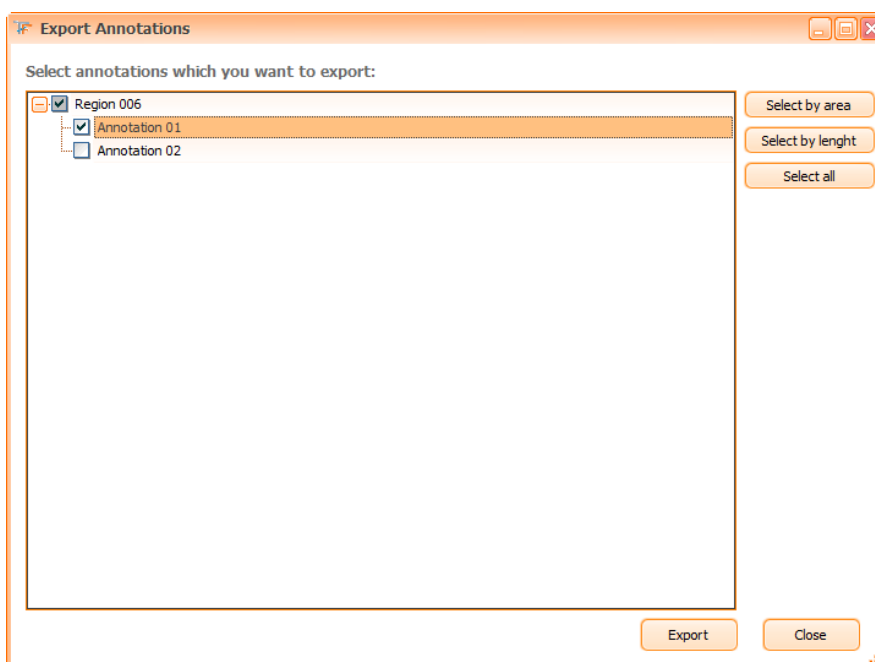 Export Annotations
Select annotations which you want to export:
Region 006
Select by area
Annotation 01
Select by lenght
Annotation 02
Select all
Export
Close